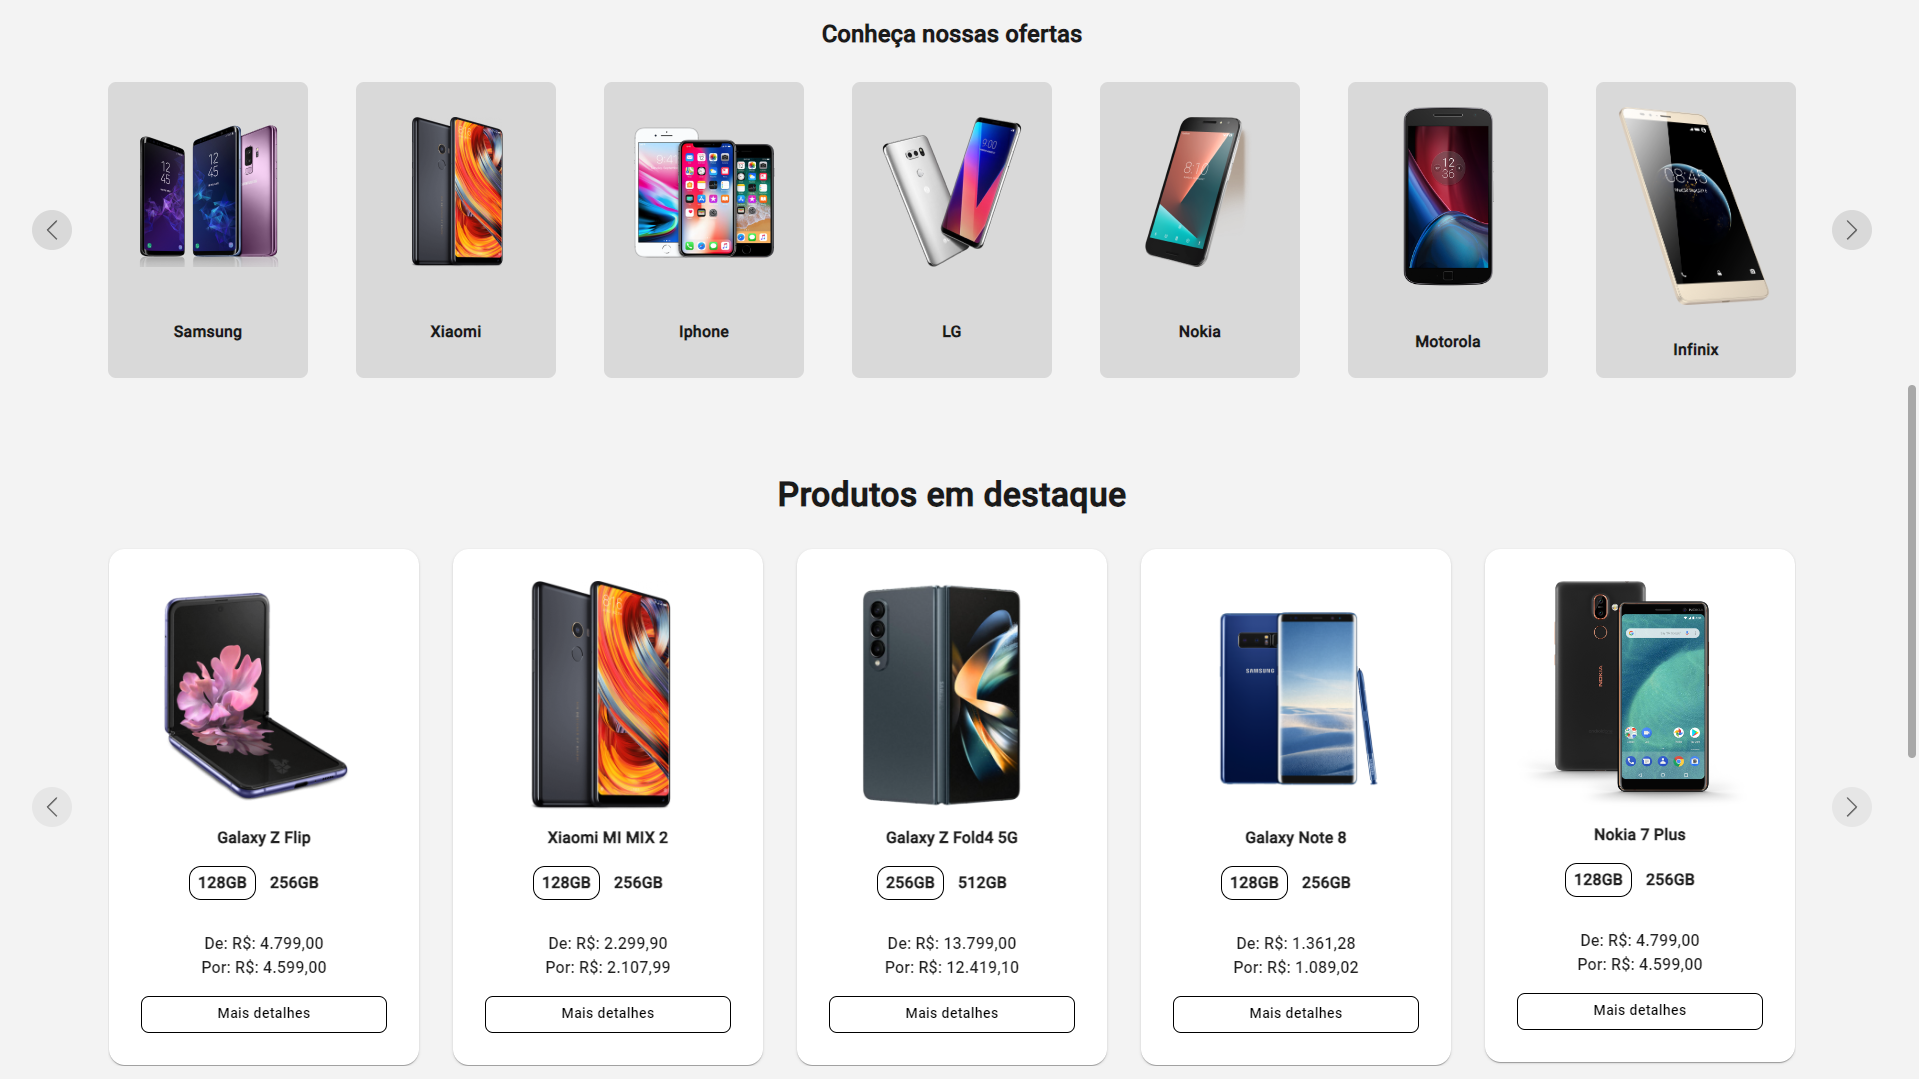 Conheça nossas ofertas
Samsung
Xiaomi
Iphone
LG
Nokia
Motorola
Infinix
Produtos em destaque
Galaxy Z Flip
128GB 256GB
De: R$: 4.799,00
Por: R$: 4.599,00
Mais detalhes
Xiaomi MI MIX 2
128GB 256GB
De: R$: 2.299,90
Por: R$: 2.107,99
Mais detalhes
Galaxy Z Fold4 5G
256GB 512GB
De: R$: 13.799,00
Por: R$: 12.419,10
Mais detalhes
SAMSUNG
Galaxy Note 8
128GB 256GB
De: R$: 1.361,28
Por: R$: 1.089,02
Mais detalhes
NOKIA
Nokia 7 Plus
128GB 256GB
De: R$: 4.799,00
Por: R$: 4.599,00
Mais detalhes